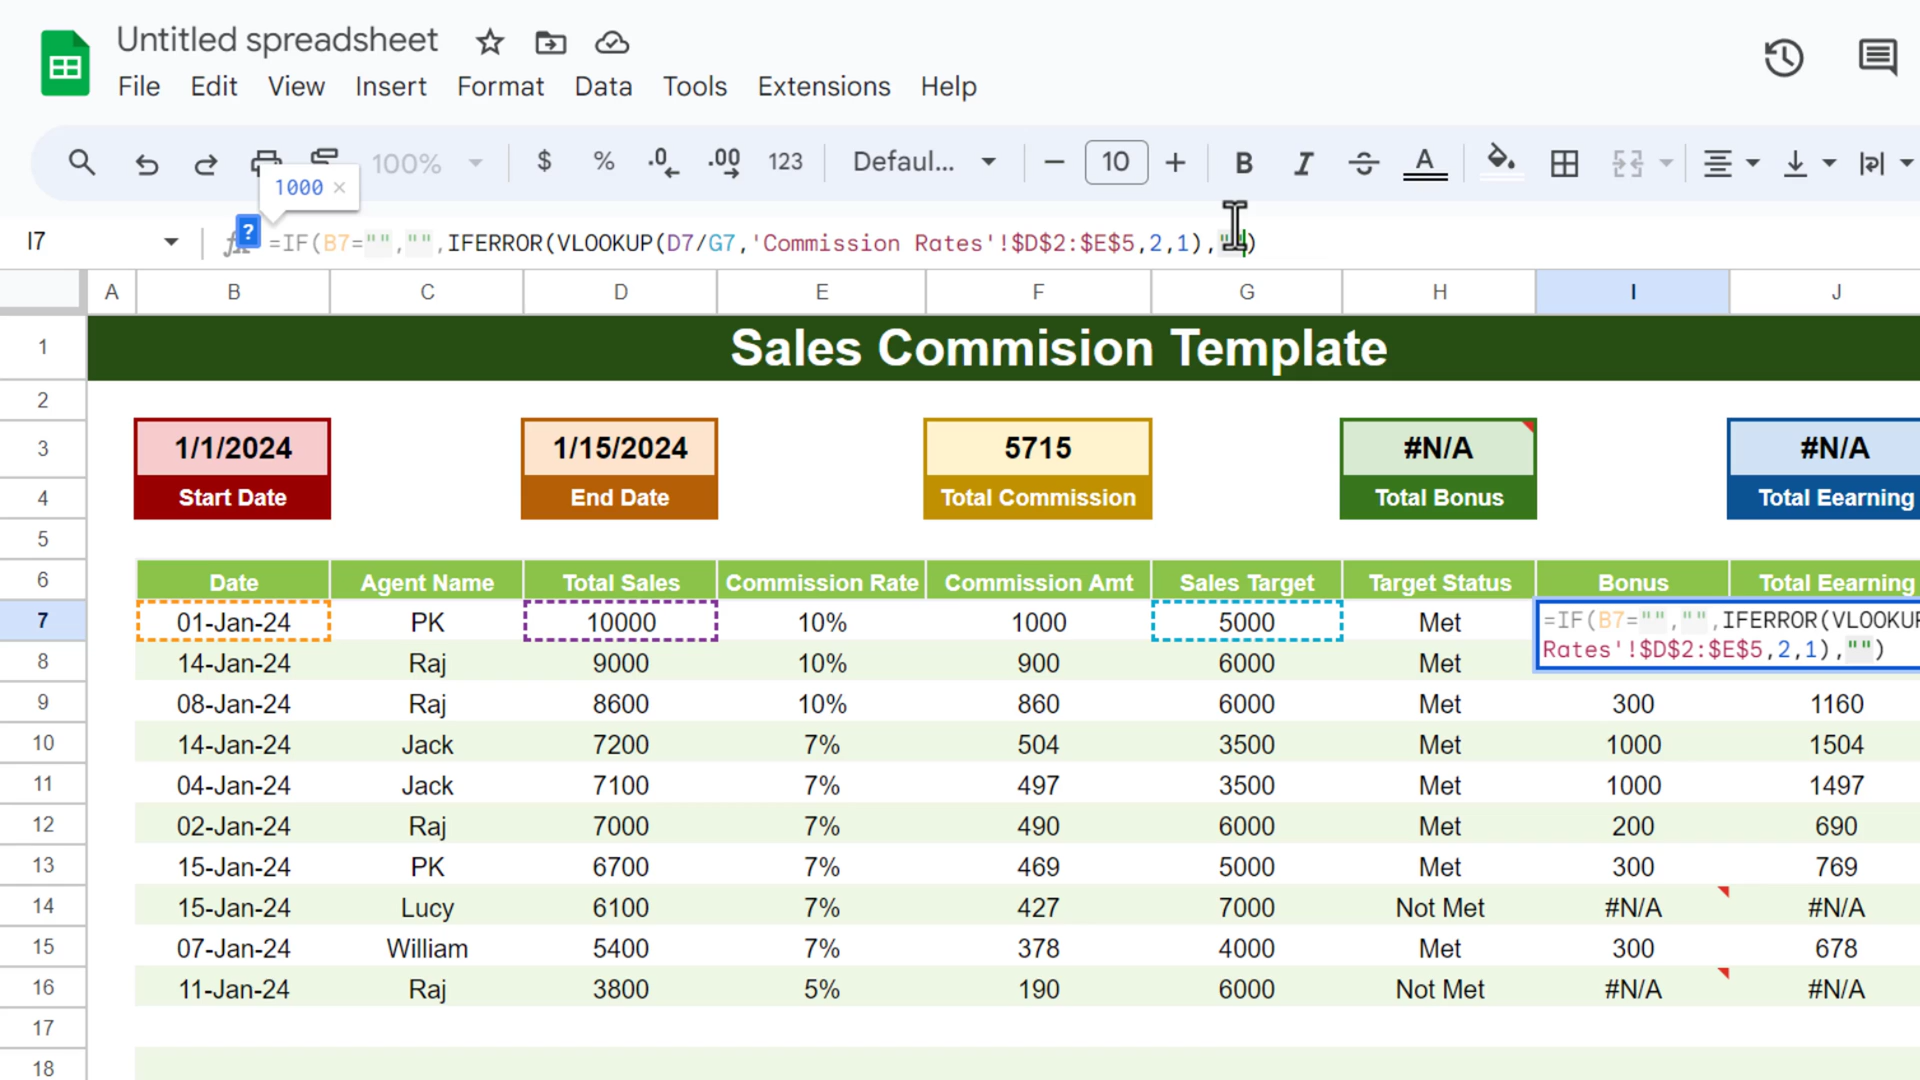 Untitled spreadsheet
File Edit View Insert Format Data Tools Extensions Help
100% $ % .0 .00 123 Defaul... 10 B I A
1000 ×
I7 ? =IF(B7="","",IFERROR(VLOOKUP(D7/G7,'Commission Rates'!$D$2:$E$5,2,1),"")
A B C D E F G H I J
1 Sales Commision Template
2
3 1/1/2024 1/15/2024 5715 #N/A #N/A
4 Start Date End Date Total Commission Total Bonus Total Eearning
5
6 Date Agent Name Total Sales Commission Rate Commission Amt Sales Target Target Status Bonus Total Eearning
7 01-Jan-24 PK 10000 10% 1000 5000 Met =IF(B7="","",IFERROR(VLOOKUP
Rates'!$D$2:$E$5,2,1),"")
8 14-Jan-24 Raj 9000 10% 900 6000 Met
9 08-Jan-24 Raj 8600 10% 860 6000 Met 300 1160
10 14-Jan-24 Jack 7200 7% 504 3500 Met 1000 1504
11 04-Jan-24 Jack 7100 7% 497 3500 Met 1000 1497
12 02-Jan-24 Raj 7000 7% 490 6000 Met 200 690
13 15-Jan-24 PK 6700 7% 469 5000 Met 300 769
14 15-Jan-24 Lucy 6100 7% 427 7000 Not Met #N/A #N/A
15 07-Jan-24 William 5400 7% 378 4000 Met 300 678
16 11-Jan-24 Raj 3800 5% 190 6000 Not Met #N/A #N/A
17
18